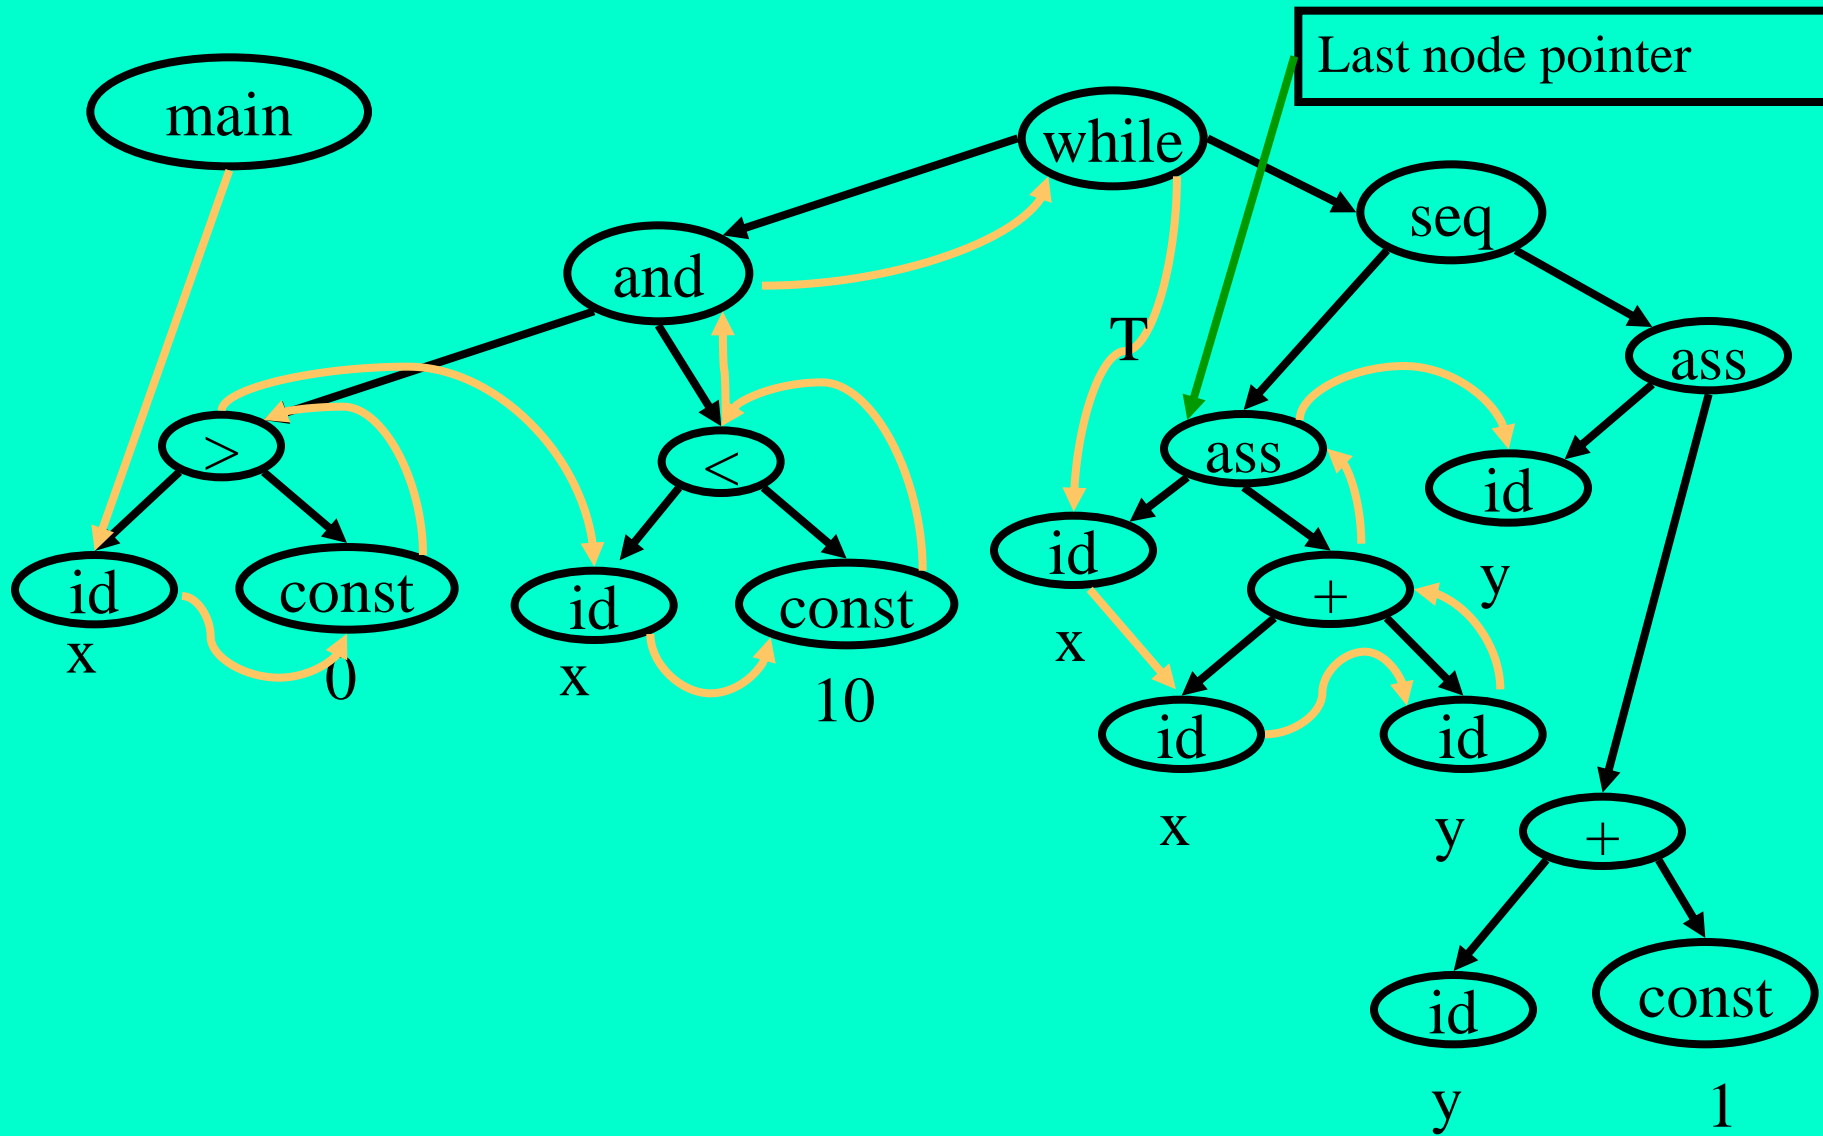 Last node pointer
main
while
seq
and
T
ass
>
<
ass
id
id
const
id
const
id
+
y
x
0
x
10
x
id
id
x
y
+
id
const
y
1